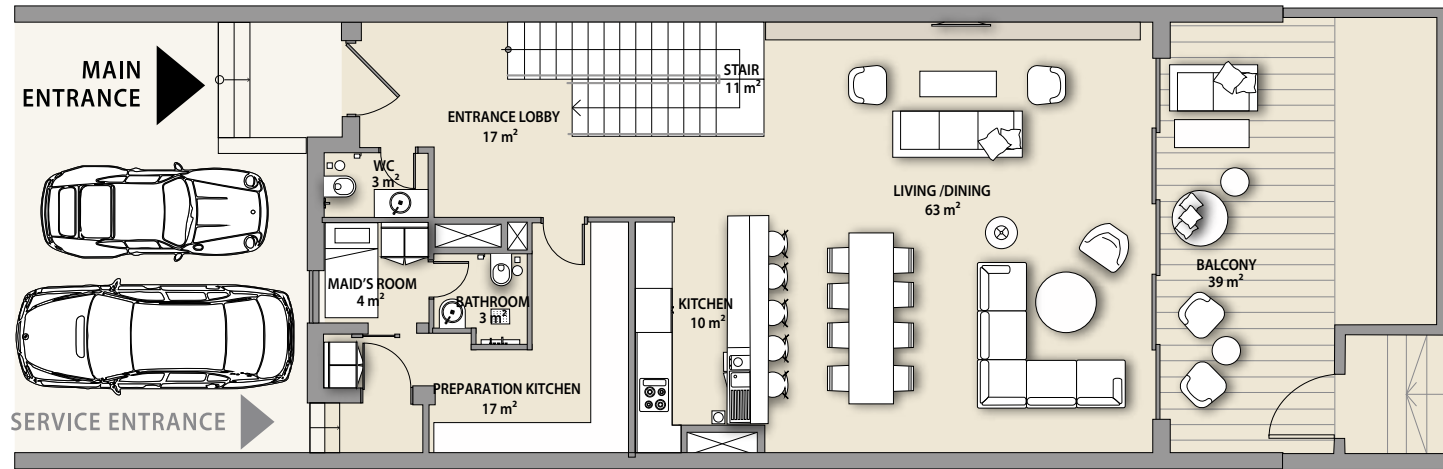 MAIN
ENTRANCE
STAIR
11 m²
ENTRANCE LOBBY
17 m²
WC
3 m²
LIVING /DINING
63 m²
MAID'S ROOM
4 m²
BATHROOM
3 m²
KITCHEN
10 m²
BALCONY
39 m²
PREPARATION KITCHEN
17 m²
SERVICE ENTRANCE